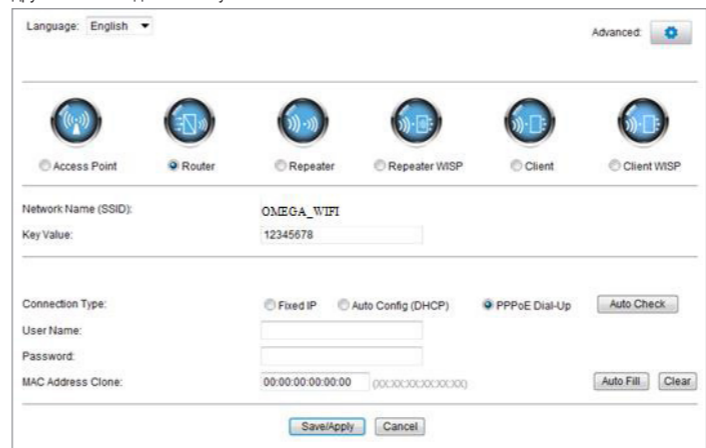 Language: English
Advanced:
Access Point Router Repeater Repeater WISP Client Client WISP
Network Name (SSID): OMEGA_WIFI
Key Value: 12345678
Connection Type: Fixed IP Auto Config (DHCP) PPPoE Dial-Up Auto Check
User Name:
Password:
MAC Address Clone: 00:00:00:00:00:00 (XX:XX:XX:XX:XX:XX) Auto Fill Clear
Save/Apply Cancel